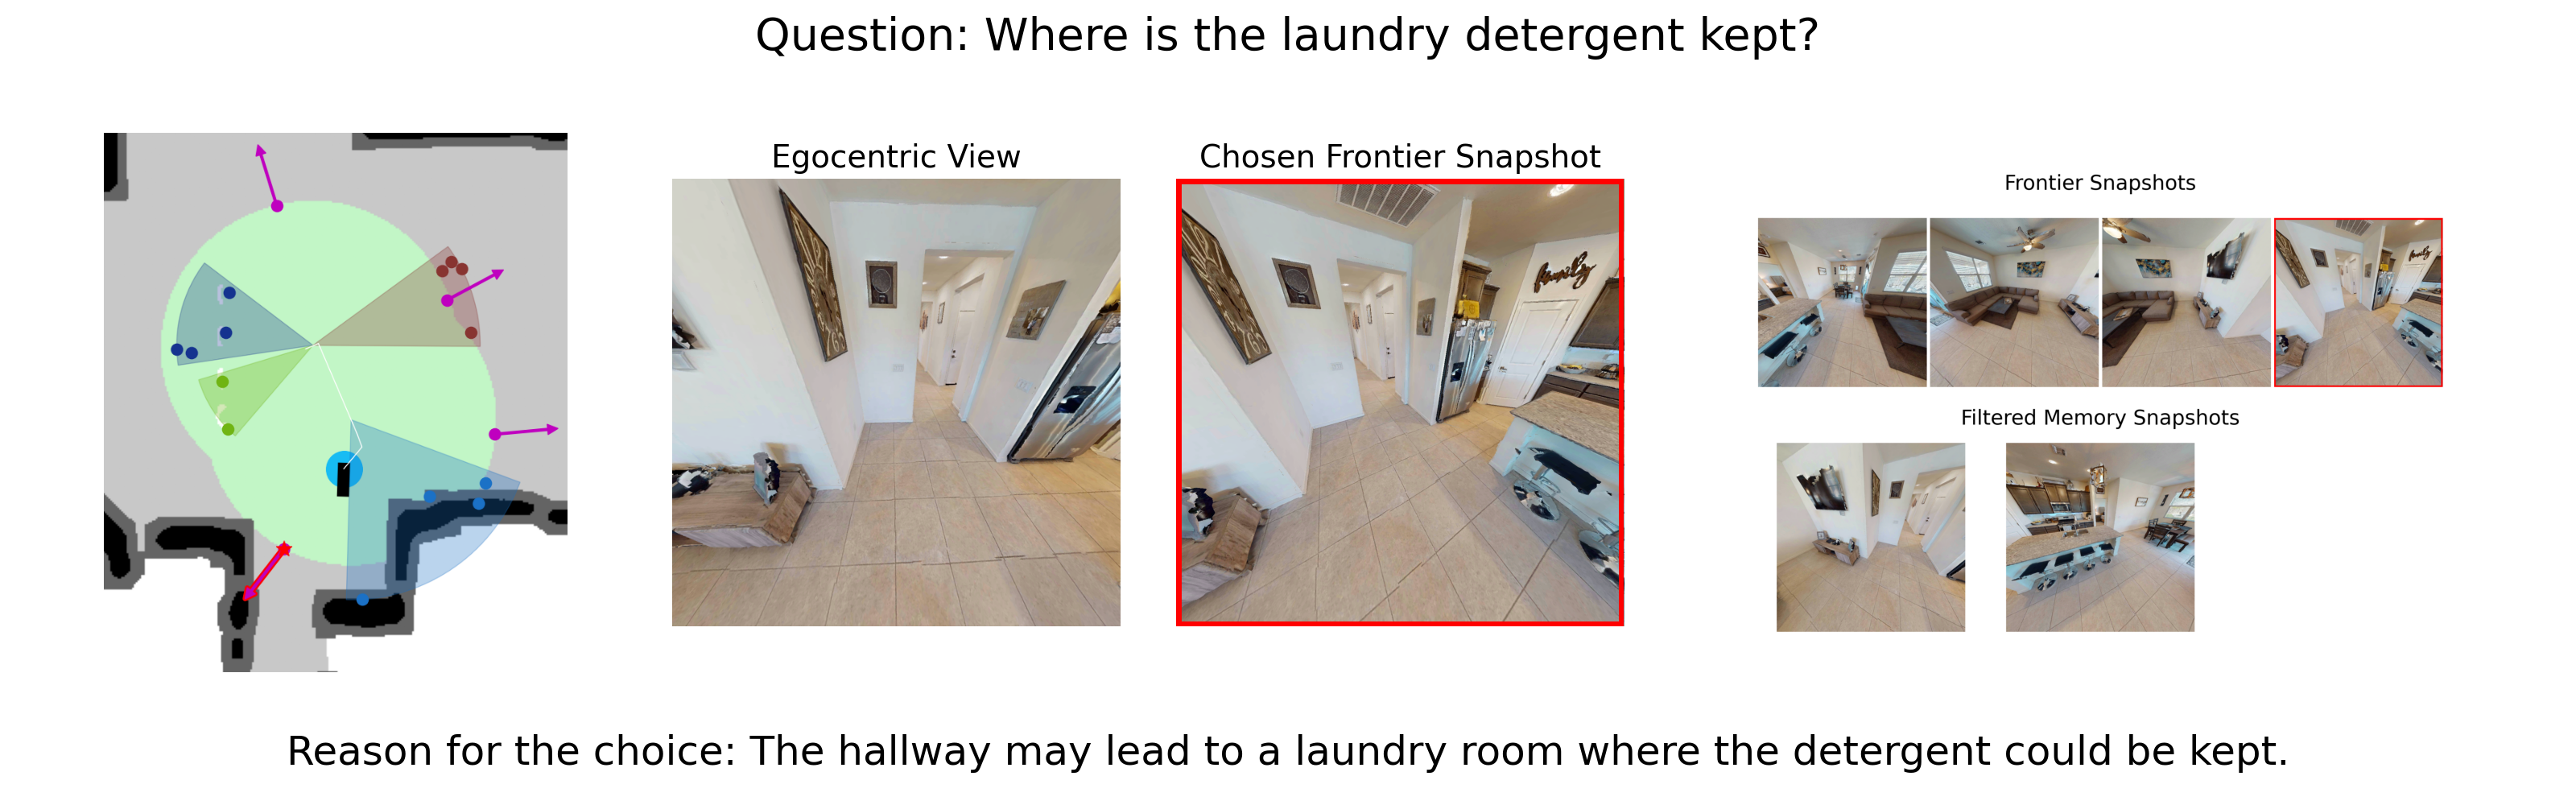 Question: Where is the laundry detergent kept?
Egocentric View
Chosen Frontier Snapshot
family
Frontier Snapshots
Filtered Memory Snapshots
Reason for the choice: The hallway may lead to a laundry room where the detergent could be kept.